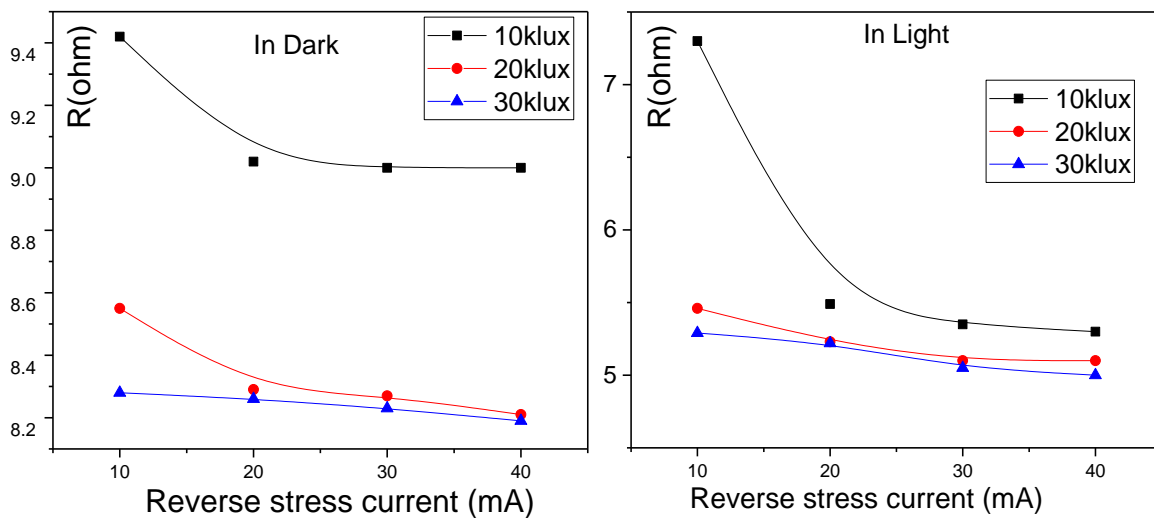 In Dark
10klux
20klux
30klux
R(ohm)
9.4
9.2
9.0
8.8
8.6
8.4
8.2
10 20 30 40
Reverse stress current (mA)
In Light
10klux
20klux
30klux
R(ohm)
7
6
5
10 20 30 40
Reverse stress current (mA)